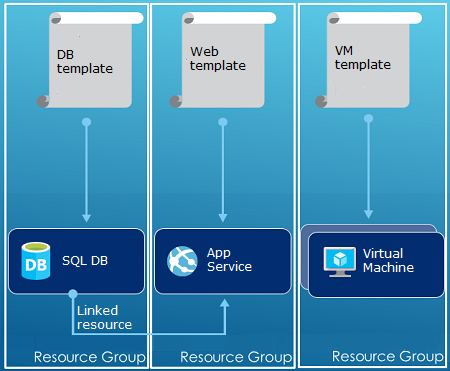 DB
template
Web
template
VM
template
DB
SQL DB
App
Service
Virtual
Machine
Linked
resource
Resource Group
Resource Group
Resource Group